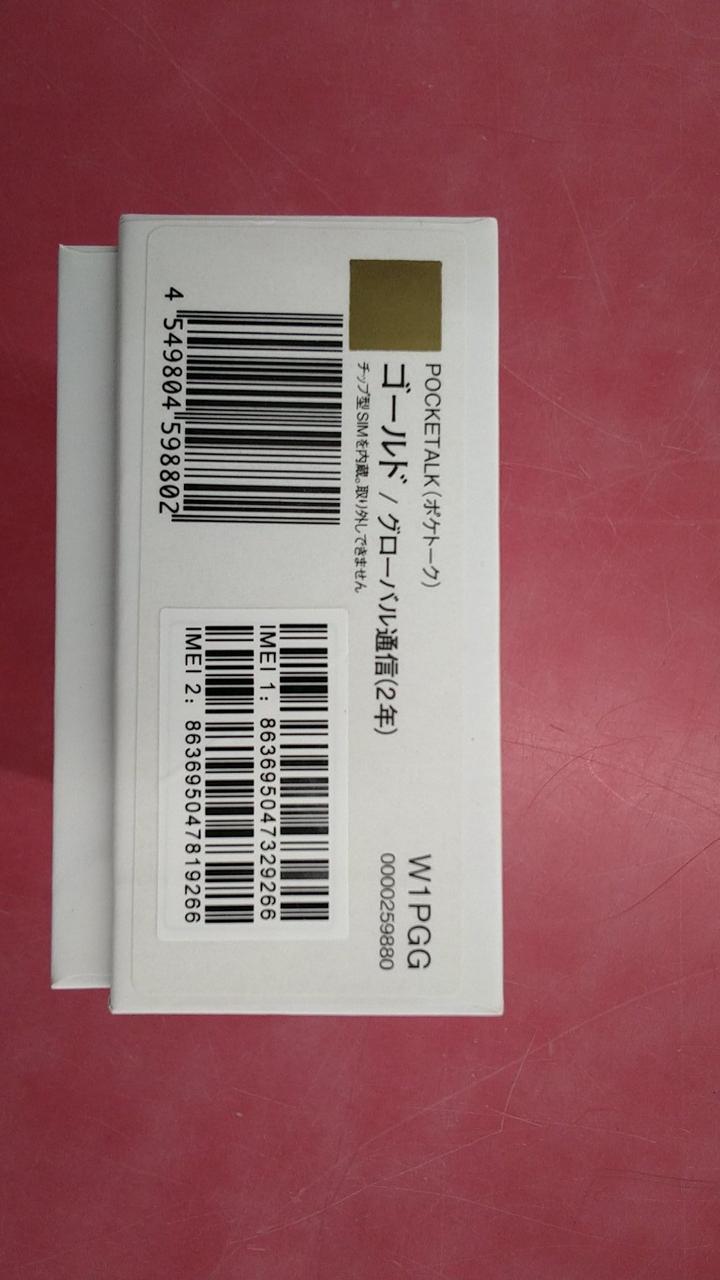 POCKETALK(ポケトーク)
ゴールド / グローバル通信(2年)
チップ型SIMを内蔵。取り外しできません
W1PGG
0000259880
4 549804 598802
IMEI 1: 863695047329266
IMEI 2: 863695047819266